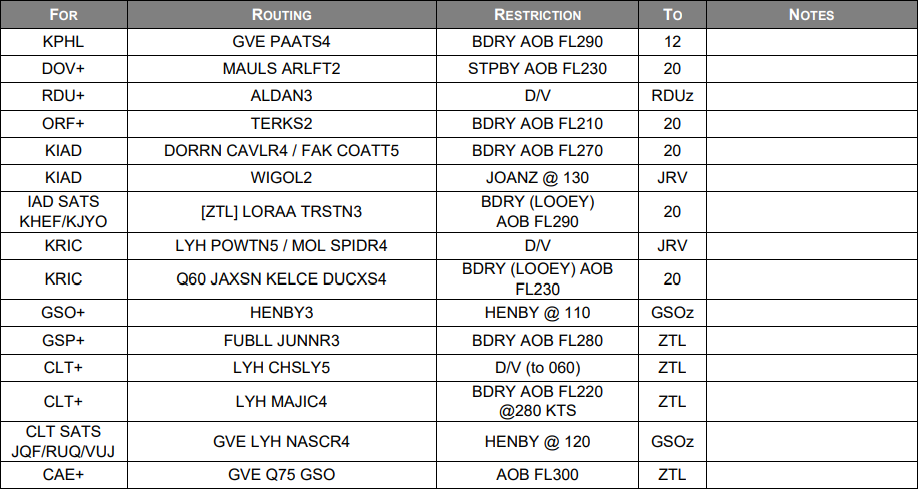 FOR ROUTING RESTRICTION TO NOTES
KPHL GVE PAATS4 BDRY AOB FL290 12
DOV+ MAULS ARLFT2 STPBY AOB FL230 20
RDU+ ALDAN3 D/V RDUz
ORF+ TERKS2 BDRY AOB FL210 20
KIAD DORRN CAVLR4 / FAK COATT5 BDRY AOB FL270 20
KIAD WIGOL2 JOANZ @ 130 JRV
IAD SATS
KHEF/KJYO [ZTL] LORAA TRSTN3 BDRY (LOOEY)
AOB FL290 20
KRIC LYH POWTN5 / MOL SPIDR4 D/V JRV
KRIC Q60 JAXSN KELCE DUCXS4 BDRY (LOOEY) AOB
FL230 20
GSO+ HENBY3 HENBY @ 110 GSOz
GSP+ FUBLL JUNNR3 BDRY AOB FL280 ZTL
CLT+ LYH CHSLY5 D/V (to 060) ZTL
CLT+ LYH MAJIC4 BDRY AOB FL220
@280 KTS ZTL
CLT SATS
JQF/RUQ/VUJ GVE LYH NASCR4 HENBY @ 120 GSOz
CAE+ GVE Q75 GSO AOB FL300 ZTL